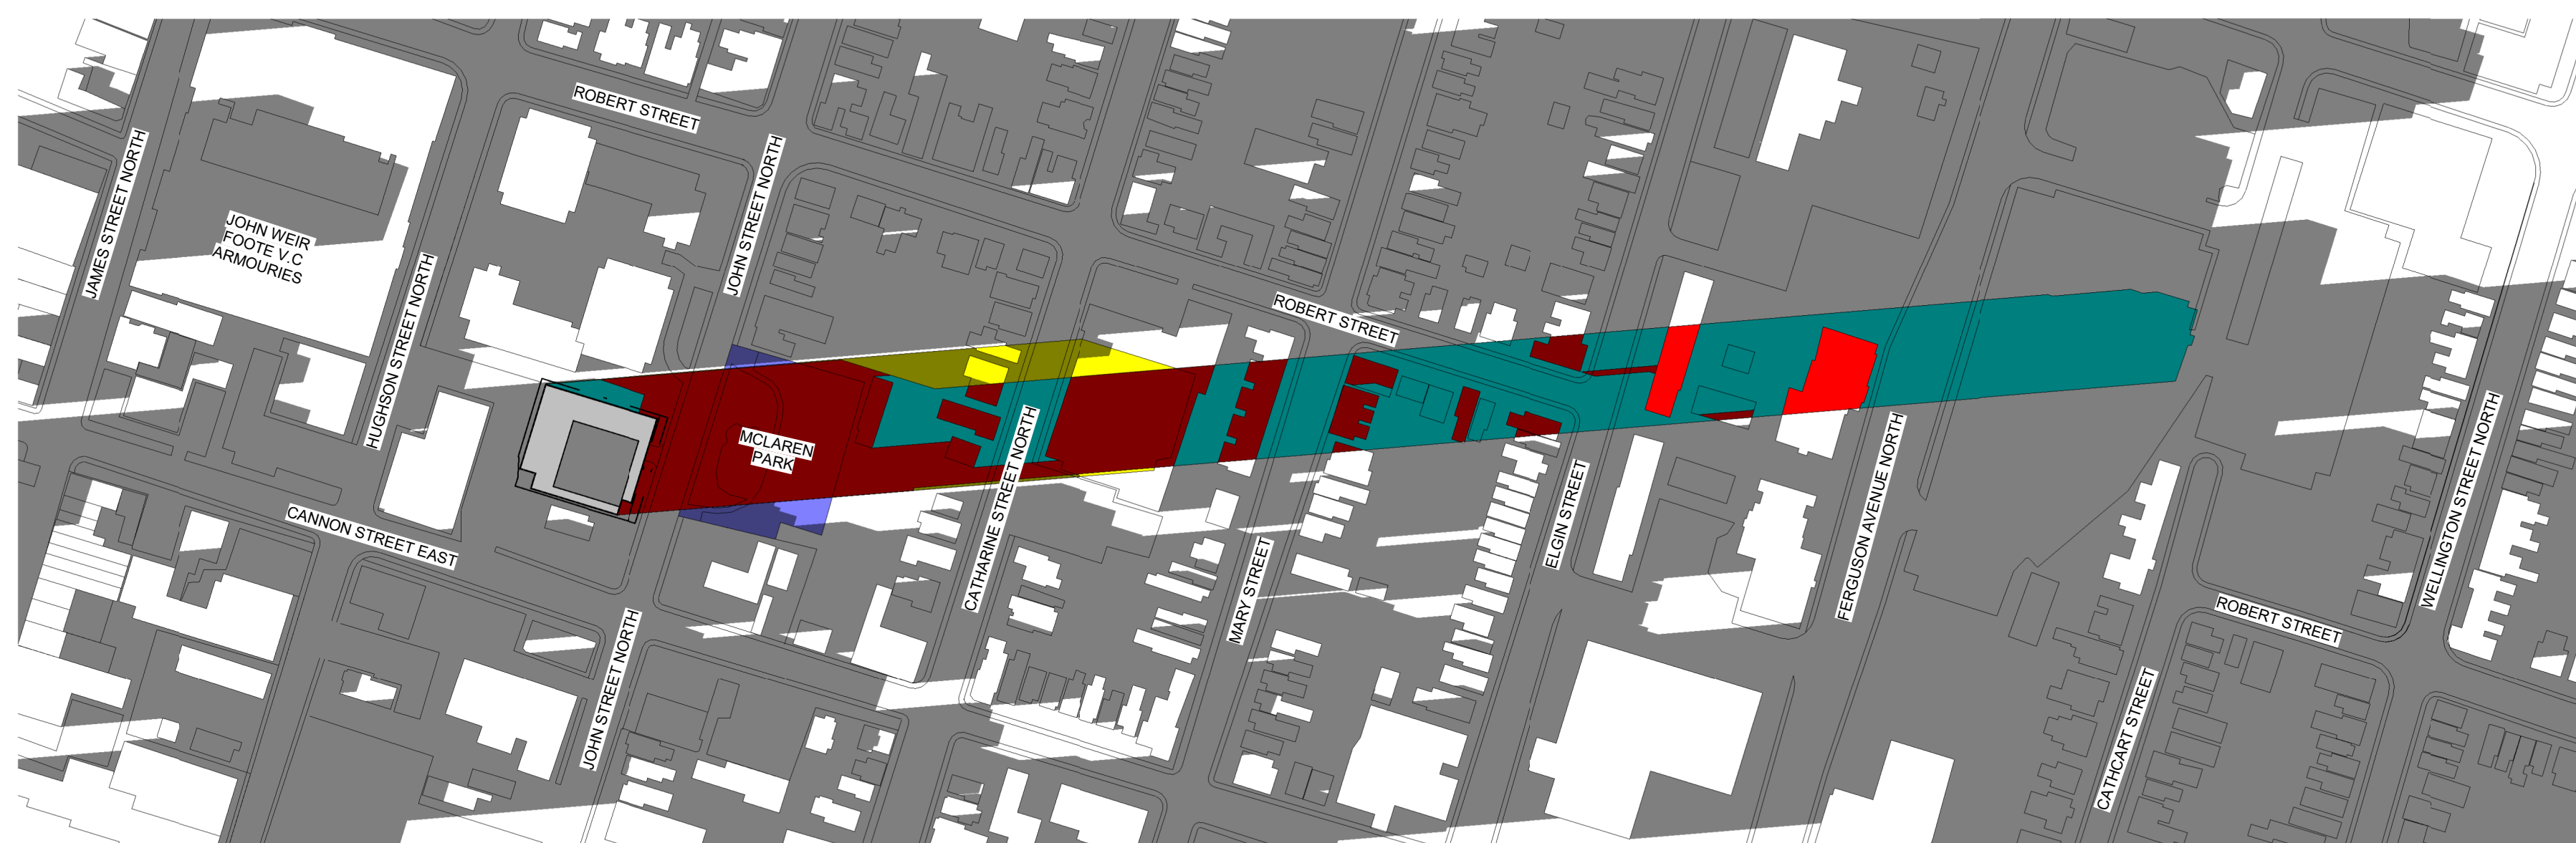 ROBERT STREET
JAMES STREET NORTH
JOHN STREET NORTH
JOHN WEIR
FOOTE V.C
ARMOURIES
HUGHSON STREET NORTH
ROBERT STREET
MCLAREN
PARK
CATHARINE STREET NORTH
CANNON STREET EAST
MARY STREET
ELGIN STREET
FERGUSON AVENUE NORTH
WELLINGTON STREET NORTH
ROBERT STREET
JOHN STREET NORTH
CATHCART STREET